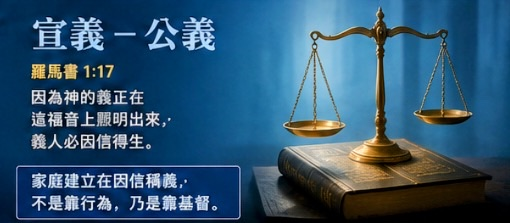 宣義－公義
羅馬書 1:17
因為神的義正在
這福音上顯明出來，
義人必因信得生。
家庭建立在因信稱義，
不是靠行為，乃是靠基督。